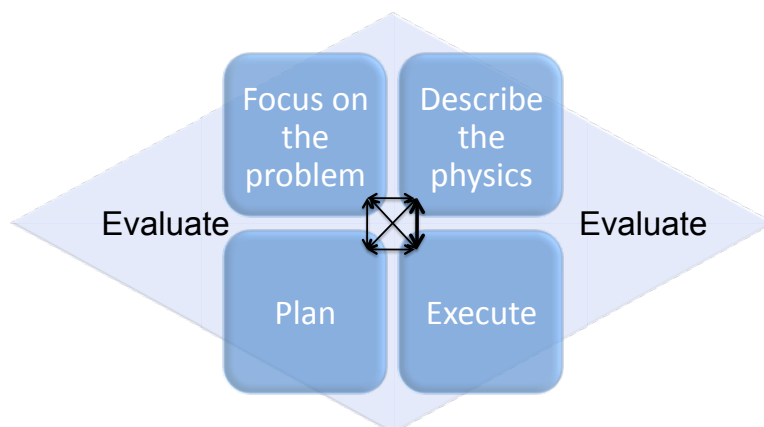 Focus on
the
problem
Describe
the
physics
Evaluate
Evaluate
Plan
Execute